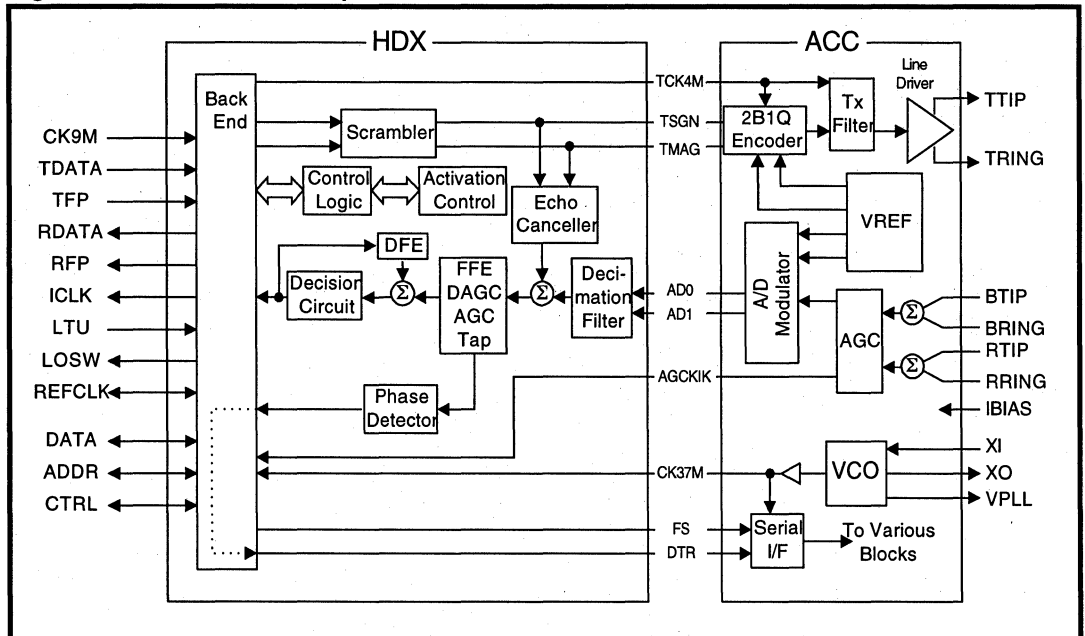 HDX
ACC
Back
End
CK9M
TDATA
TFP
RDATA
RFP
ICLK
LTU
LOSW
REFCLK
DATA
ADDR
CTRL
Scrambler
Control
Logic
Activation
Control
Echo
Canceller
DFE
Decision
Circuit
Σ
FFE
DAGC
AGC
Tap
Σ
Deci-
mation
Filter
Phase
Detector
TCK4M
TSGN
TMAG
AD0
AD1
AGCKIK
CK37M
FS
DTR
2B1Q
Encoder
Tx
Filter
Line
Driver
VREF
A/D
Modulator
AGC
Σ
Σ
VCO
Serial
I/F
To Various
Blocks
TTIP
TRING
BTIP
BRING
RTIP
RRING
IBIAS
XI
XO
VPLL